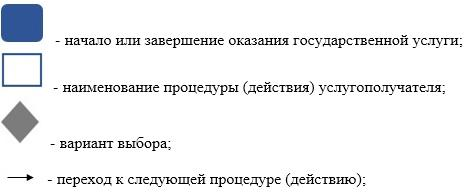 - начало или завершение оказания государственной услуги;
- наименование процедуры (действия) услугополучателя;
- вариант выбора;
- переход к следующей процедуре (действию);